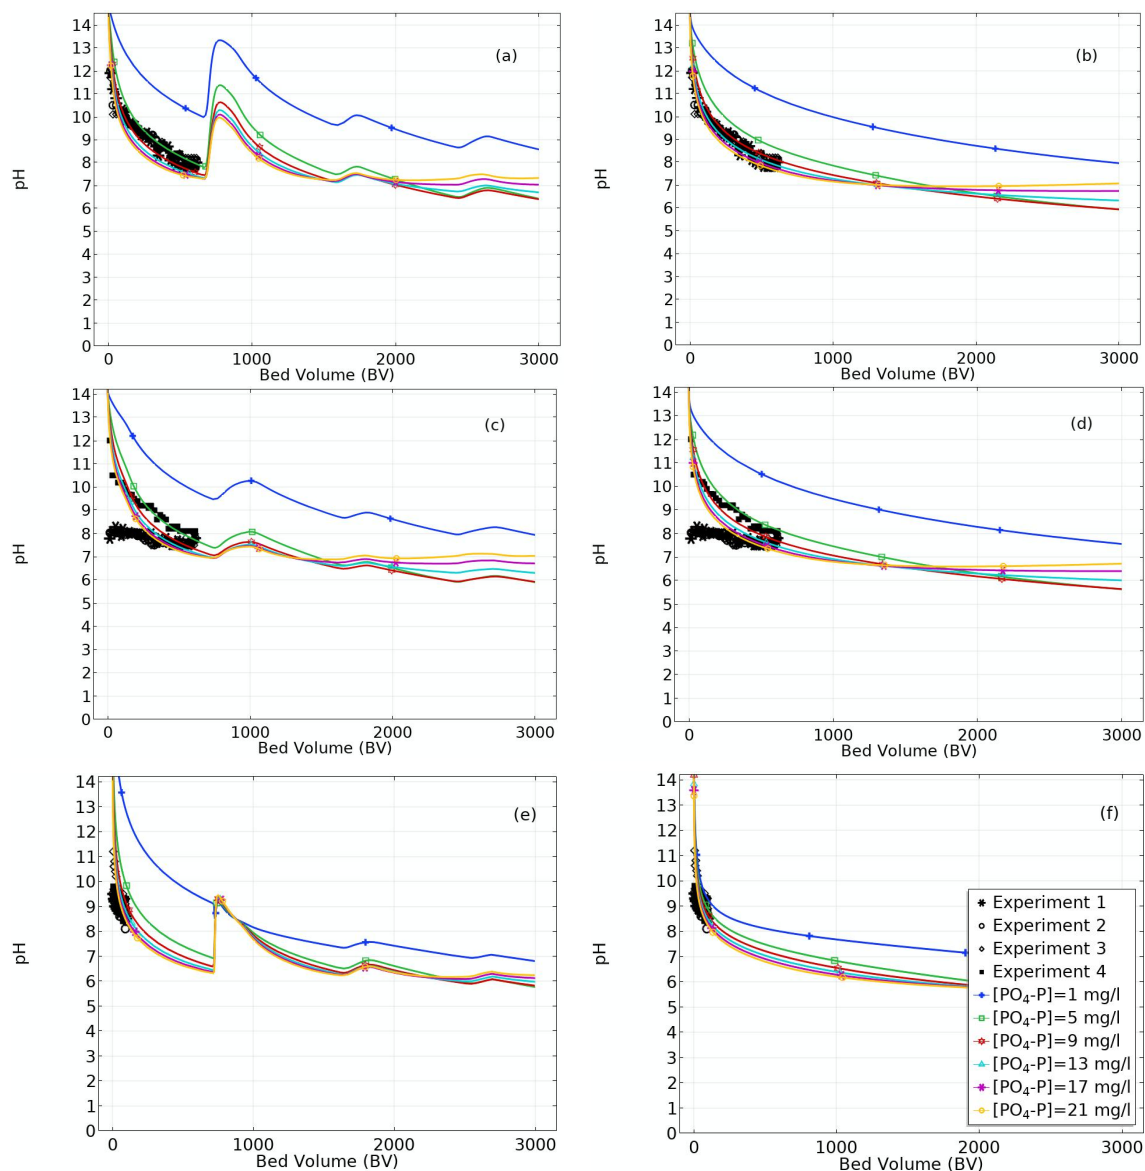 14
13
12
11
10
9
8
7
6
5
4
3
2
1
0
pH
(a)
0 1000 2000 3000
Bed Volume (BV)
14
13
12
11
10
9
8
7
6
5
4
3
2
1
0
pH
(b)
0 1000 2000 3000
Bed Volume (BV)
14
13
12
11
10
9
8
7
6
5
4
3
2
1
0
pH
(c)
0 1000 2000 3000
Bed Volume (BV)
14
13
12
11
10
9
8
7
6
5
4
3
2
1
0
pH
(d)
0 1000 2000 3000
Bed Volume (BV)
14
13
12
11
10
9
8
7
6
5
4
3
2
1
0
pH
(e)
0 1000 2000 3000
Bed Volume (BV)
14
13
12
11
10
9
8
7
6
5
4
3
2
1
0
pH
(f)
Experiment 1
Experiment 2
Experiment 3
Experiment 4
[PO₄-P]=1 mg/l
[PO₄-P]=5 mg/l
[PO₄-P]=9 mg/l
[PO₄-P]=13 mg/l
[PO₄-P]=17 mg/l
[PO₄-P]=21 mg/l
0 1000 2000 3000
Bed Volume (BV)